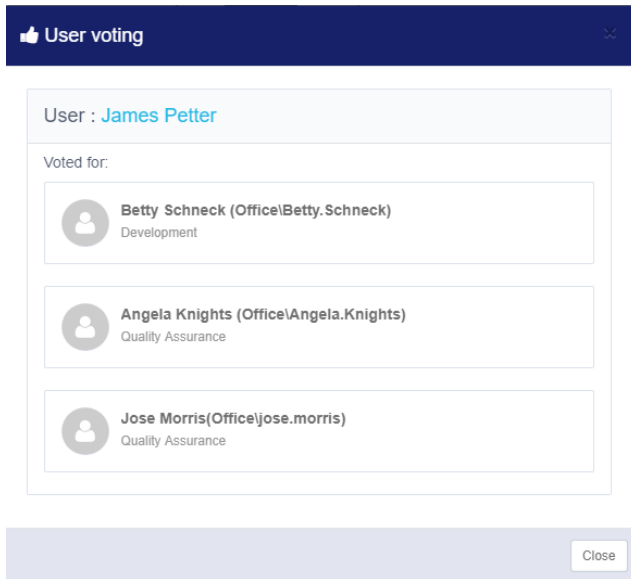 User voting
×
User : James Petter
Voted for:
Betty Schneck (Office\Betty.Schneck)
Development
Angela Knights (Office\Angela.Knights)
Quality Assurance
Jose Morris(Office\jose.morris)
Quality Assurance
Close